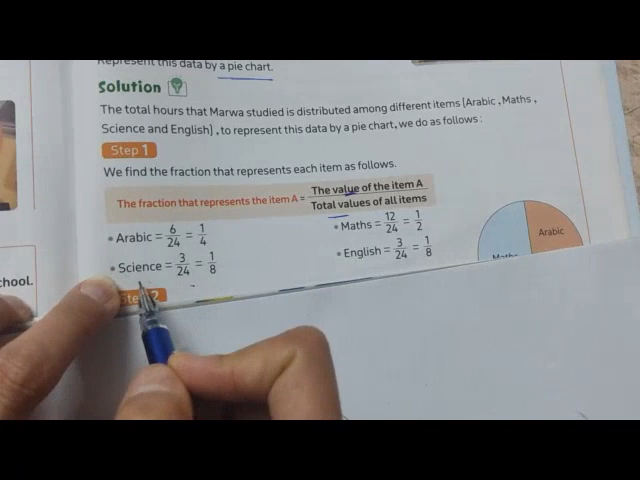 Represent this data by a pie chart.
Solution
The total hours that Marwa studied is distributed among different items (Arabic , Maths ,
Science and English) , to represent this data by a pie chart, we do as follows :
Step 1
We find the fraction that represents each item as follows.
The fraction that represents the item A = The value of the item A / Total values of all items
• Arabic = 6/24 = 1/4
• Maths = 12/24 = 1/2
• Science = 3/24 = 1/8
• English = 3/24 = 1/8
Arabic
Maths
Step 2
chool.